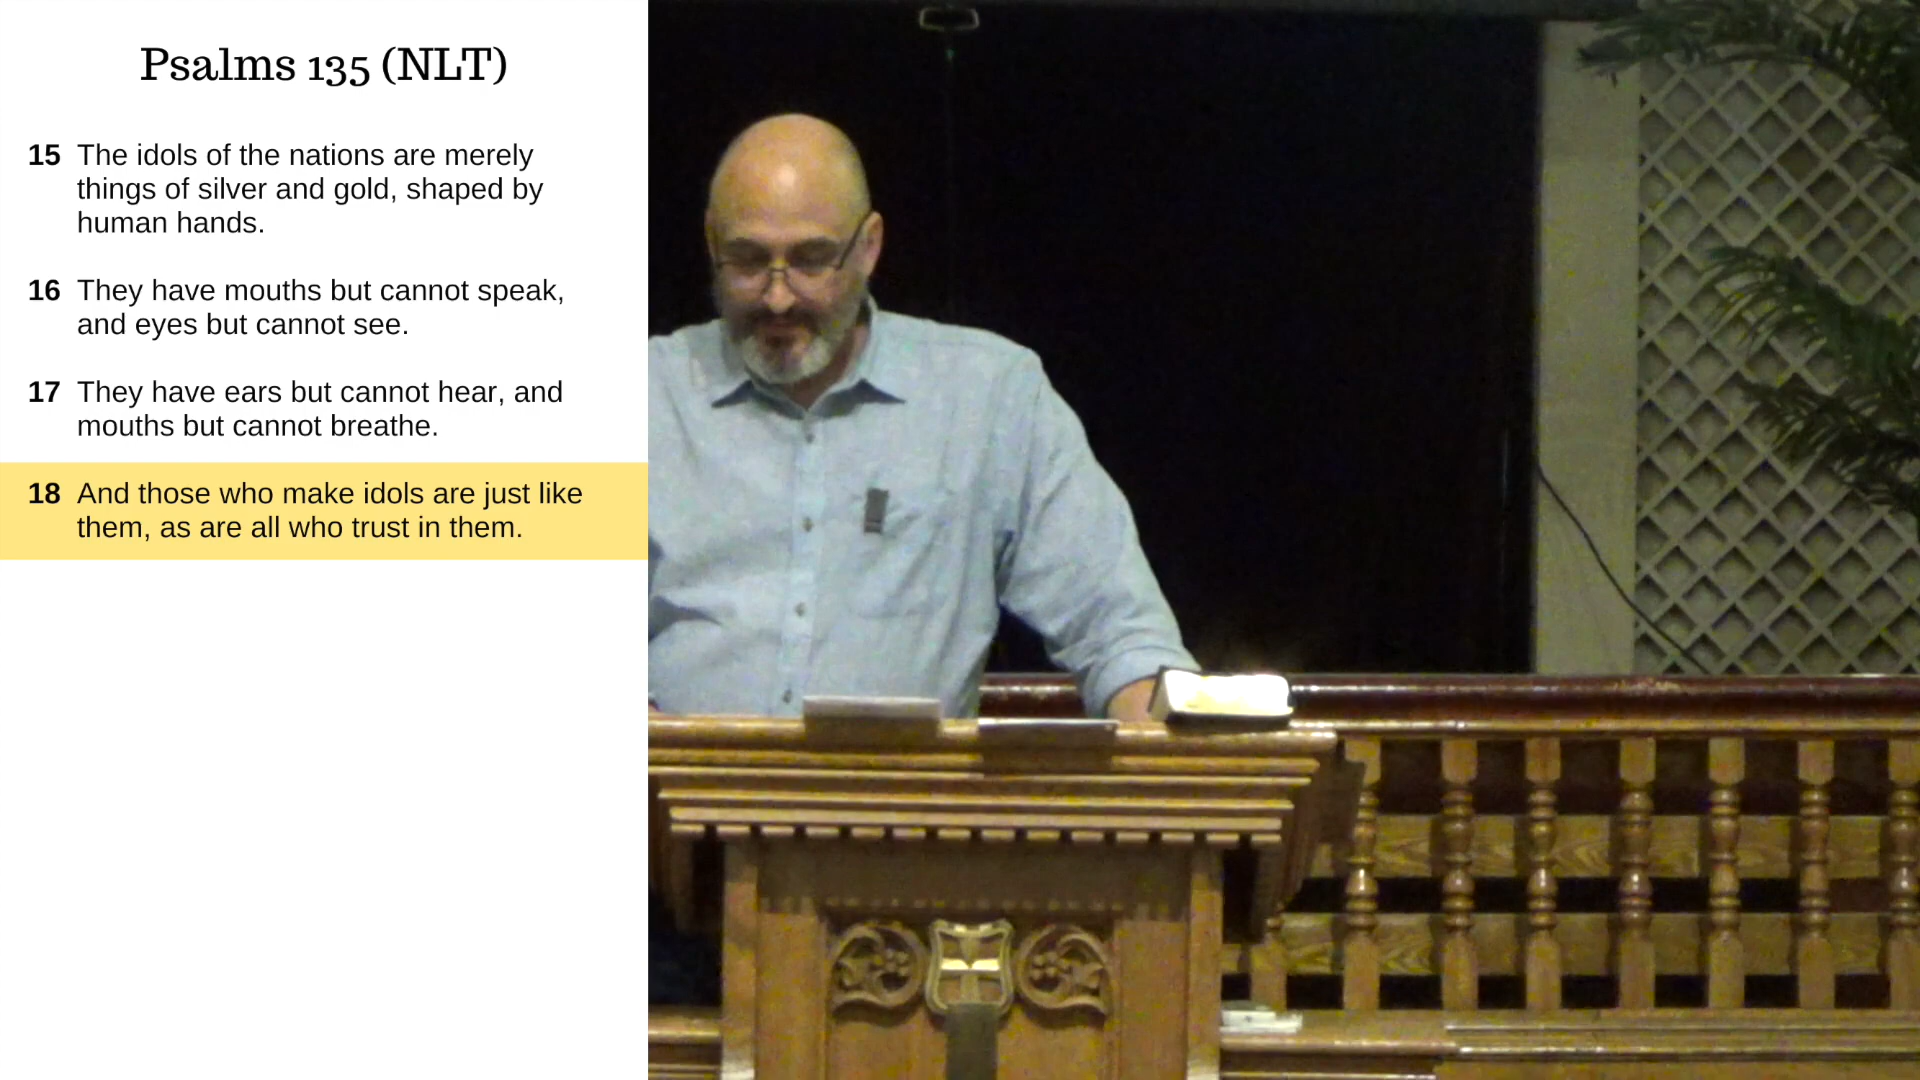 Psalms 135 (NLT)
15 The idols of the nations are merely
things of silver and gold, shaped by
human hands.
16 They have mouths but cannot speak,
and eyes but cannot see.
17 They have ears but cannot hear, and
mouths but cannot breathe.
18 And those who make idols are just like
them, as are all who trust in them.